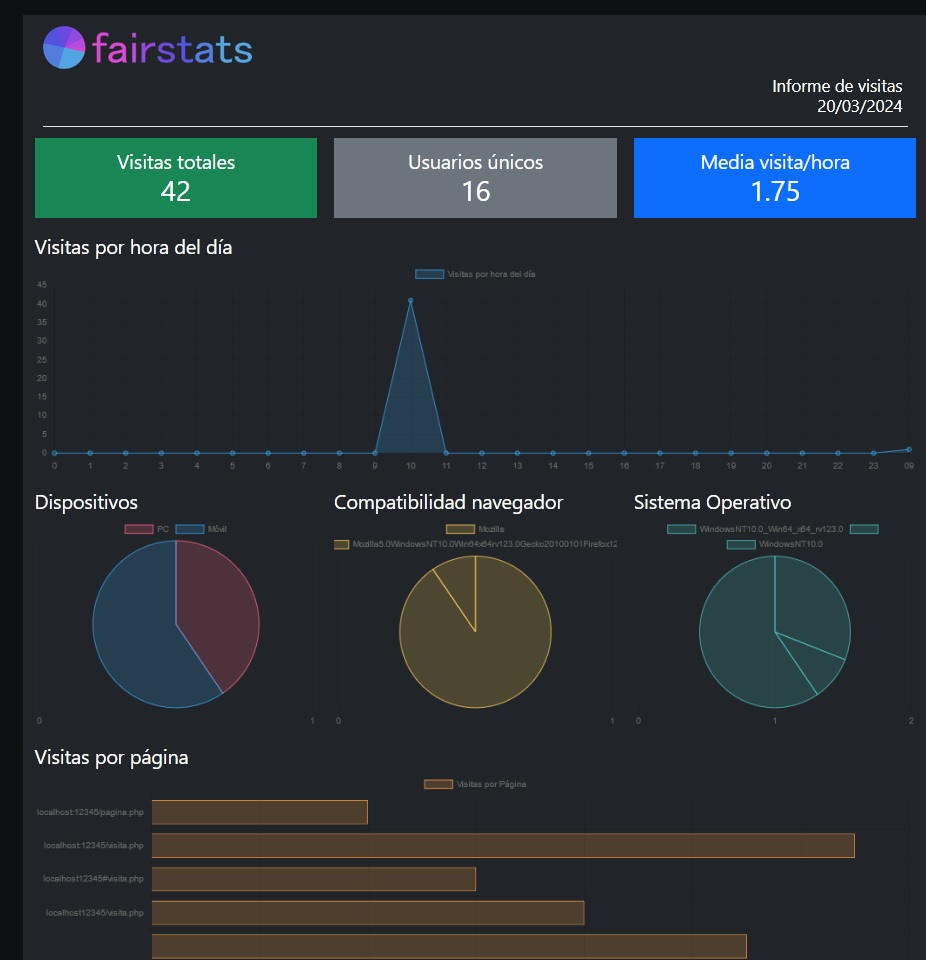 fairstats
Informe de visitas
20/03/2024
Visitas totales
42
Usuarios únicos
16
Media visita/hora
1.75
Visitas por hora del día
Visitas por hora del día
45
40
35
30
25
20
15
10
5
0
0 1 2 3 4 5 6 7 8 9 10 11 12 13 14 15 16 17 18 19 20 21 22 23 09
Dispositivos
PC Móvil
0 1
Compatibilidad navegador
Mozilla
Mozilla5.0WindowsNT10.0Win64x64rv123.0Gecko20100101Firefox12
0 1
Sistema Operativo
WindowsNT10.0_Win64_x64_rv123.0
WindowsNT10.0
0 1 2
Visitas por página
Visitas por Página
localhost:12345/pagina.php
localhost:12345/visita.php
localhost12345#visita.php
localhost12345/visita.php